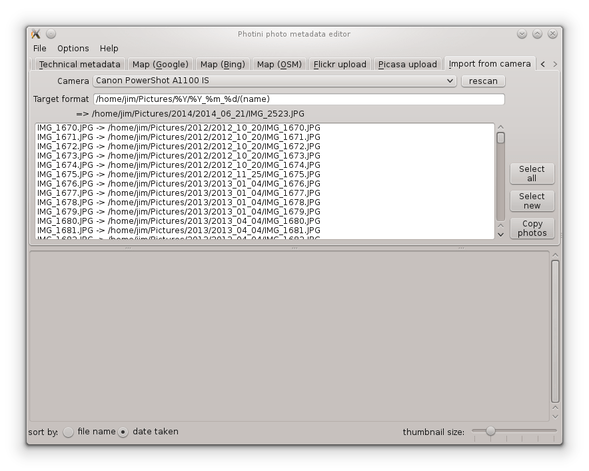 Photini photo metadata editor
File Options Help
Technical metadata Map (Google) Map (Bing) Map (OSM) Flickr upload Picasa upload Import from camera
Camera Canon PowerShot A1100 IS rescan
Target format /home/jim/Pictures/%Y/%Y_%m_%d/(name)
=> /home/jim/Pictures/2014/2014_06_21/IMG_2523.JPG
IMG_1670.JPG -> /home/jim/Pictures/2012/2012_10_20/IMG_1670.JPG
IMG_1671.JPG -> /home/jim/Pictures/2012/2012_10_20/IMG_1671.JPG
IMG_1672.JPG -> /home/jim/Pictures/2012/2012_10_20/IMG_1672.JPG
IMG_1673.JPG -> /home/jim/Pictures/2012/2012_10_20/IMG_1673.JPG
IMG_1674.JPG -> /home/jim/Pictures/2012/2012_10_20/IMG_1674.JPG
IMG_1675.JPG -> /home/jim/Pictures/2012/2012_11_25/IMG_1675.JPG
IMG_1676.JPG -> /home/jim/Pictures/2013/2013_01_04/IMG_1676.JPG
IMG_1677.JPG -> /home/jim/Pictures/2013/2013_01_04/IMG_1677.JPG
IMG_1678.JPG -> /home/jim/Pictures/2013/2013_01_04/IMG_1678.JPG
IMG_1679.JPG -> /home/jim/Pictures/2013/2013_01_04/IMG_1679.JPG
IMG_1680.JPG -> /home/jim/Pictures/2013/2013_04_04/IMG_1680.JPG
IMG_1681.JPG -> /home/jim/Pictures/2013/2013_04_04/IMG_1681.JPG
Select
all
Select
new
Copy
photos
sort by: file name date taken thumbnail size: